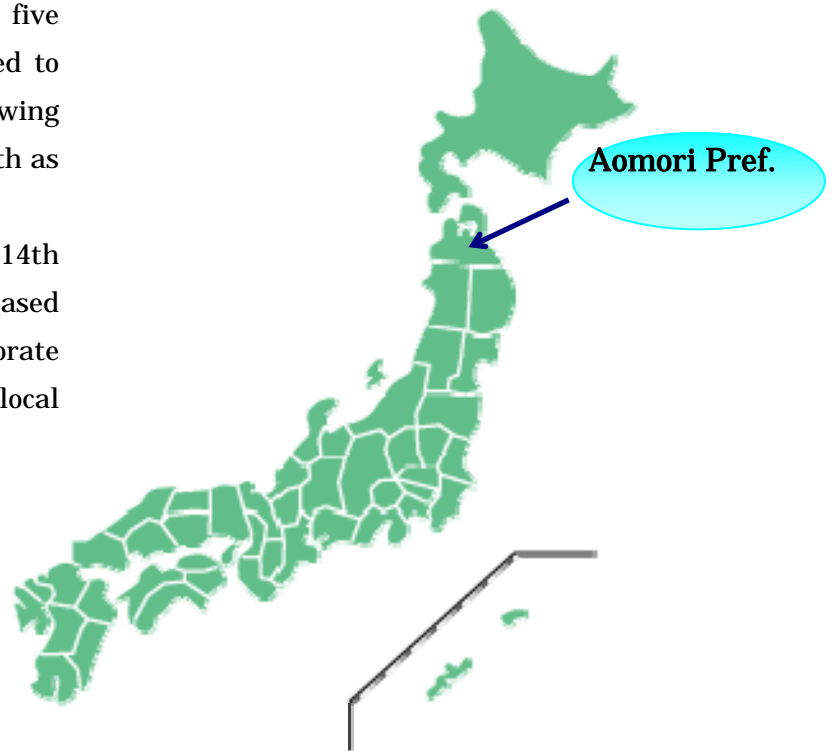 five
ed to
wing
th as
14th
ased
orate
local
Aomori Pref.